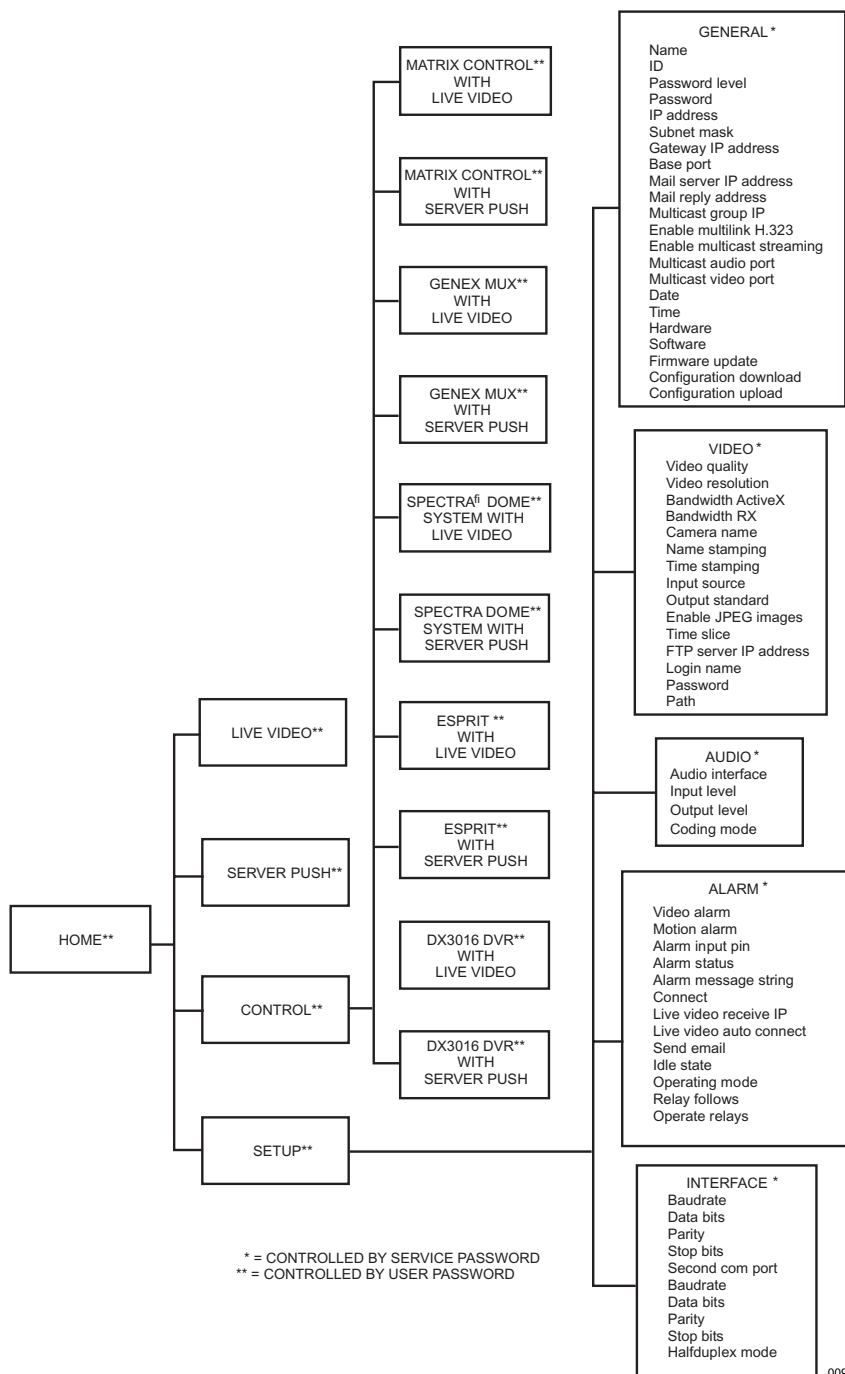 MATRIX CONTROL**
WITH
LIVE VIDEO
MATRIX CONTROL**
WITH
SERVER PUSH
GENEX MUX**
WITH
LIVE VIDEO
GENEX MUX**
WITH
SERVER PUSH
SPECTRAfi DOME**
SYSTEM WITH
LIVE VIDEO
SPECTRA DOME**
SYSTEM WITH
SERVER PUSH
ESPRIT **
WITH
LIVE VIDEO
ESPRIT**
WITH
SERVER PUSH
DX3016 DVR**
WITH
LIVE VIDEO
DX3016 DVR**
WITH
SERVER PUSH
LIVE VIDEO**
SERVER PUSH**
HOME**
CONTROL**
SETUP**
* = CONTROLLED BY SERVICE PASSWORD
** = CONTROLLED BY USER PASSWORD
GENERAL *
Name
ID
Password level
Password
IP address
Subnet mask
Gateway IP address
Base port
Mail server IP address
Mail reply address
Multicast group IP
Enable multilink H.323
Enable multicast streaming
Multicast audio port
Multicast video port
Date
Time
Hardware
Software
Firmware update
Configuration download
Configuration upload
VIDEO *
Video quality
Video resolution
Bandwidth ActiveX
Bandwidth RX
Camera name
Name stamping
Time stamping
Input source
Output standard
Enable JPEG images
Time slice
FTP server IP address
Login name
Password
Path
AUDIO *
Audio interface
Input level
Output level
Coding mode
ALARM *
Video alarm
Motion alarm
Alarm input pin
Alarm status
Alarm message string
Connect
Live video receive IP
Live video auto connect
Send email
Idle state
Operating mode
Relay follows
Operate relays
INTERFACE *
Baudrate
Data bits
Parity
Stop bits
Second com port
Baudrate
Data bits
Parity
Stop bits
Halfduplex mode